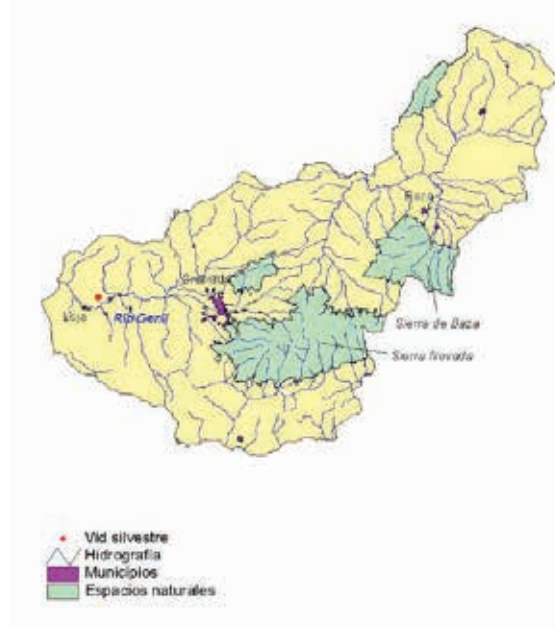 Baza
Granada
Loja
Río Genil
Sierra de Baza
Sierra Nevada
Vid silvestre
Hidrografía
Municipios
Espacios naturales